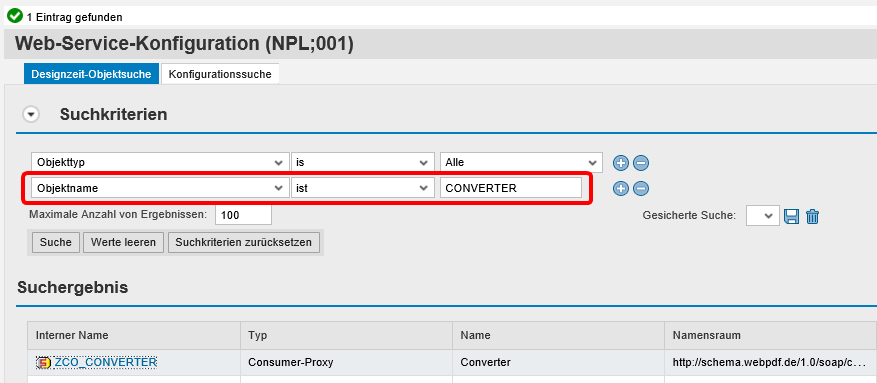 1 Eintrag gefunden
Web-Service-Konfiguration (NPL;001)
Designzeit-Objektsuche Konfigurationssuche
Suchkriterien
Objekttyp is Alle
Objektname ist CONVERTER
Maximale Anzahl von Ergebnissen: 100 Gesicherte Suche:
Suche Werte leeren Suchkriterien zurücksetzen
Suchergebnis
Interner Name Typ Name Namensraum
ZCO_CONVERTER Consumer-Proxy Converter http://schema.webpdf.de/1.0/soap/c...